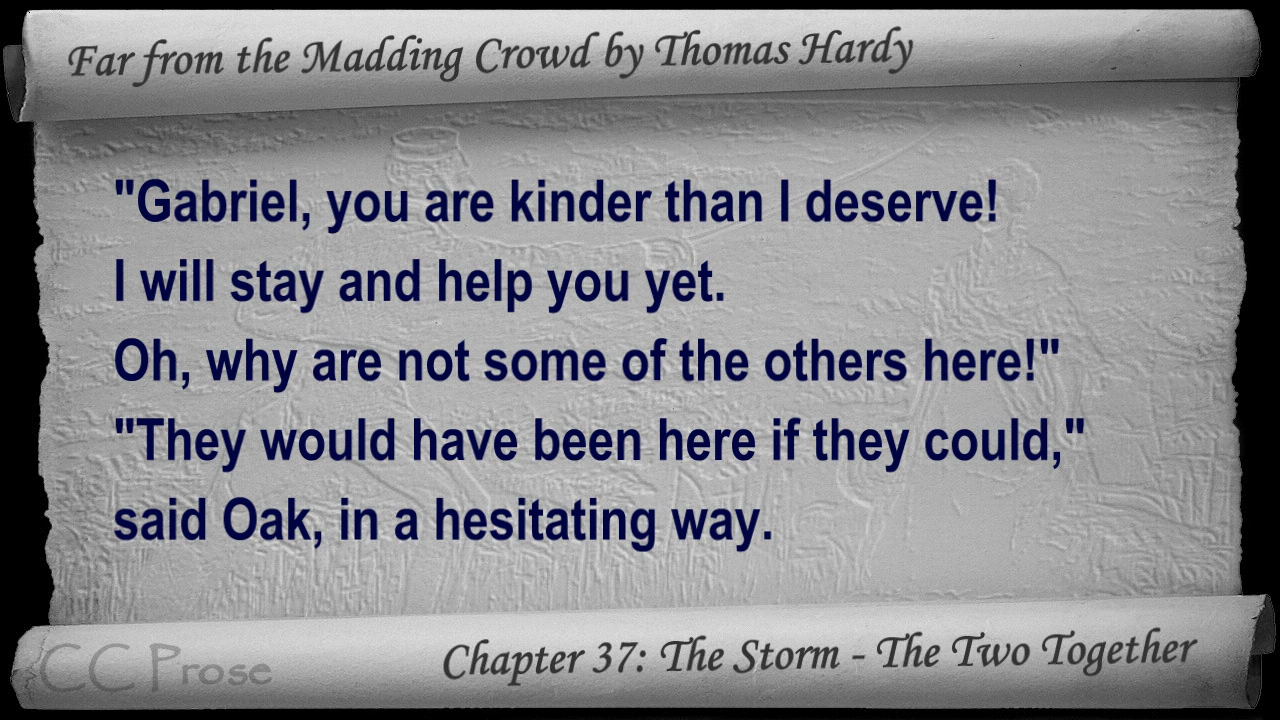 Far from the Madding Crowd by Thomas Hardy
"Gabriel, you are kinder than I deserve!
I will stay and help you yet.
Oh, why are not some of the others here!"
"They would have been here if they could,"
said Oak, in a hesitating way.
CC Prose
Chapter 37: The Storm - The Two Together